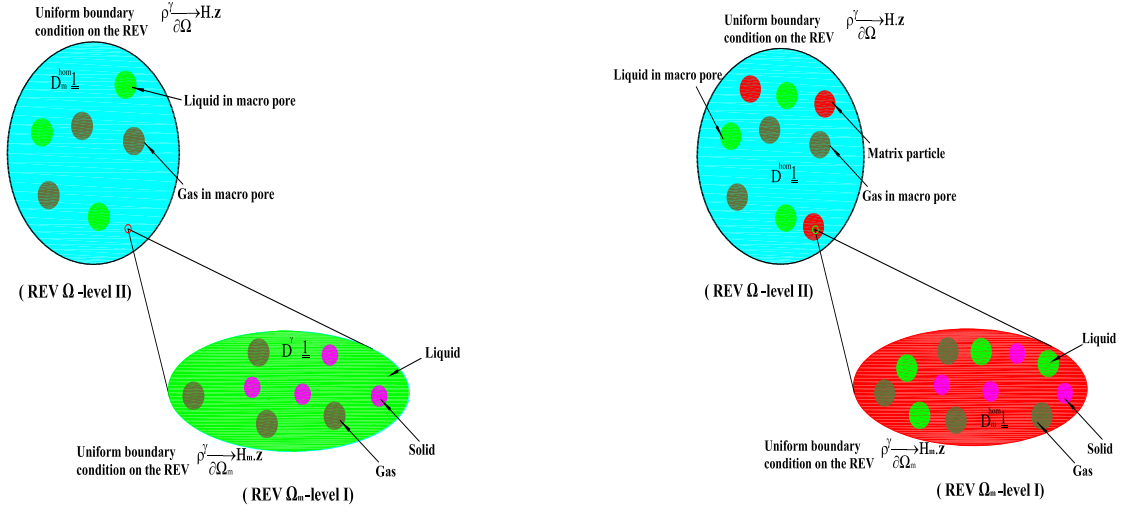 Uniform boundary
condition on the REV
ρ^γ → H.z
∂Ω
D_m^hom 1
Liquid in macro pore
Gas in macro pore
( REV Ω -level II)
D^γ 1
Liquid
Solid
Gas
Uniform boundary
condition on the REV
ρ^γ → H_m.z
∂Ω_m
( REV Ω_m -level I)
Uniform boundary
condition on the REV
ρ^γ → H.z
∂Ω
Liquid in macro pore
Matrix particle
Gas in macro pore
D^hom 1
( REV Ω -level II)
Liquid
D_m^hom 1
Solid
Gas
Uniform boundary
condition on the REV
ρ^γ → H_m.z
∂Ω_m
( REV Ω_m -level I)